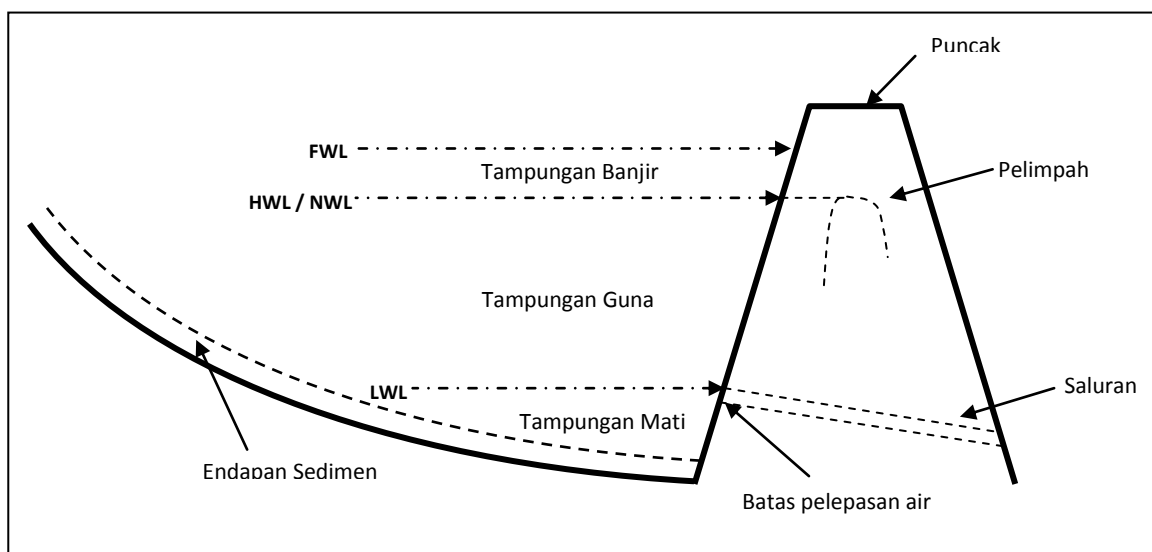 Puncak
FWL
Tampungan Banjir
Pelimpah
HWL / NWL
Tampungan Guna
LWL
Saluran
Tampungan Mati
Endapan Sedimen
Batas pelepasan air